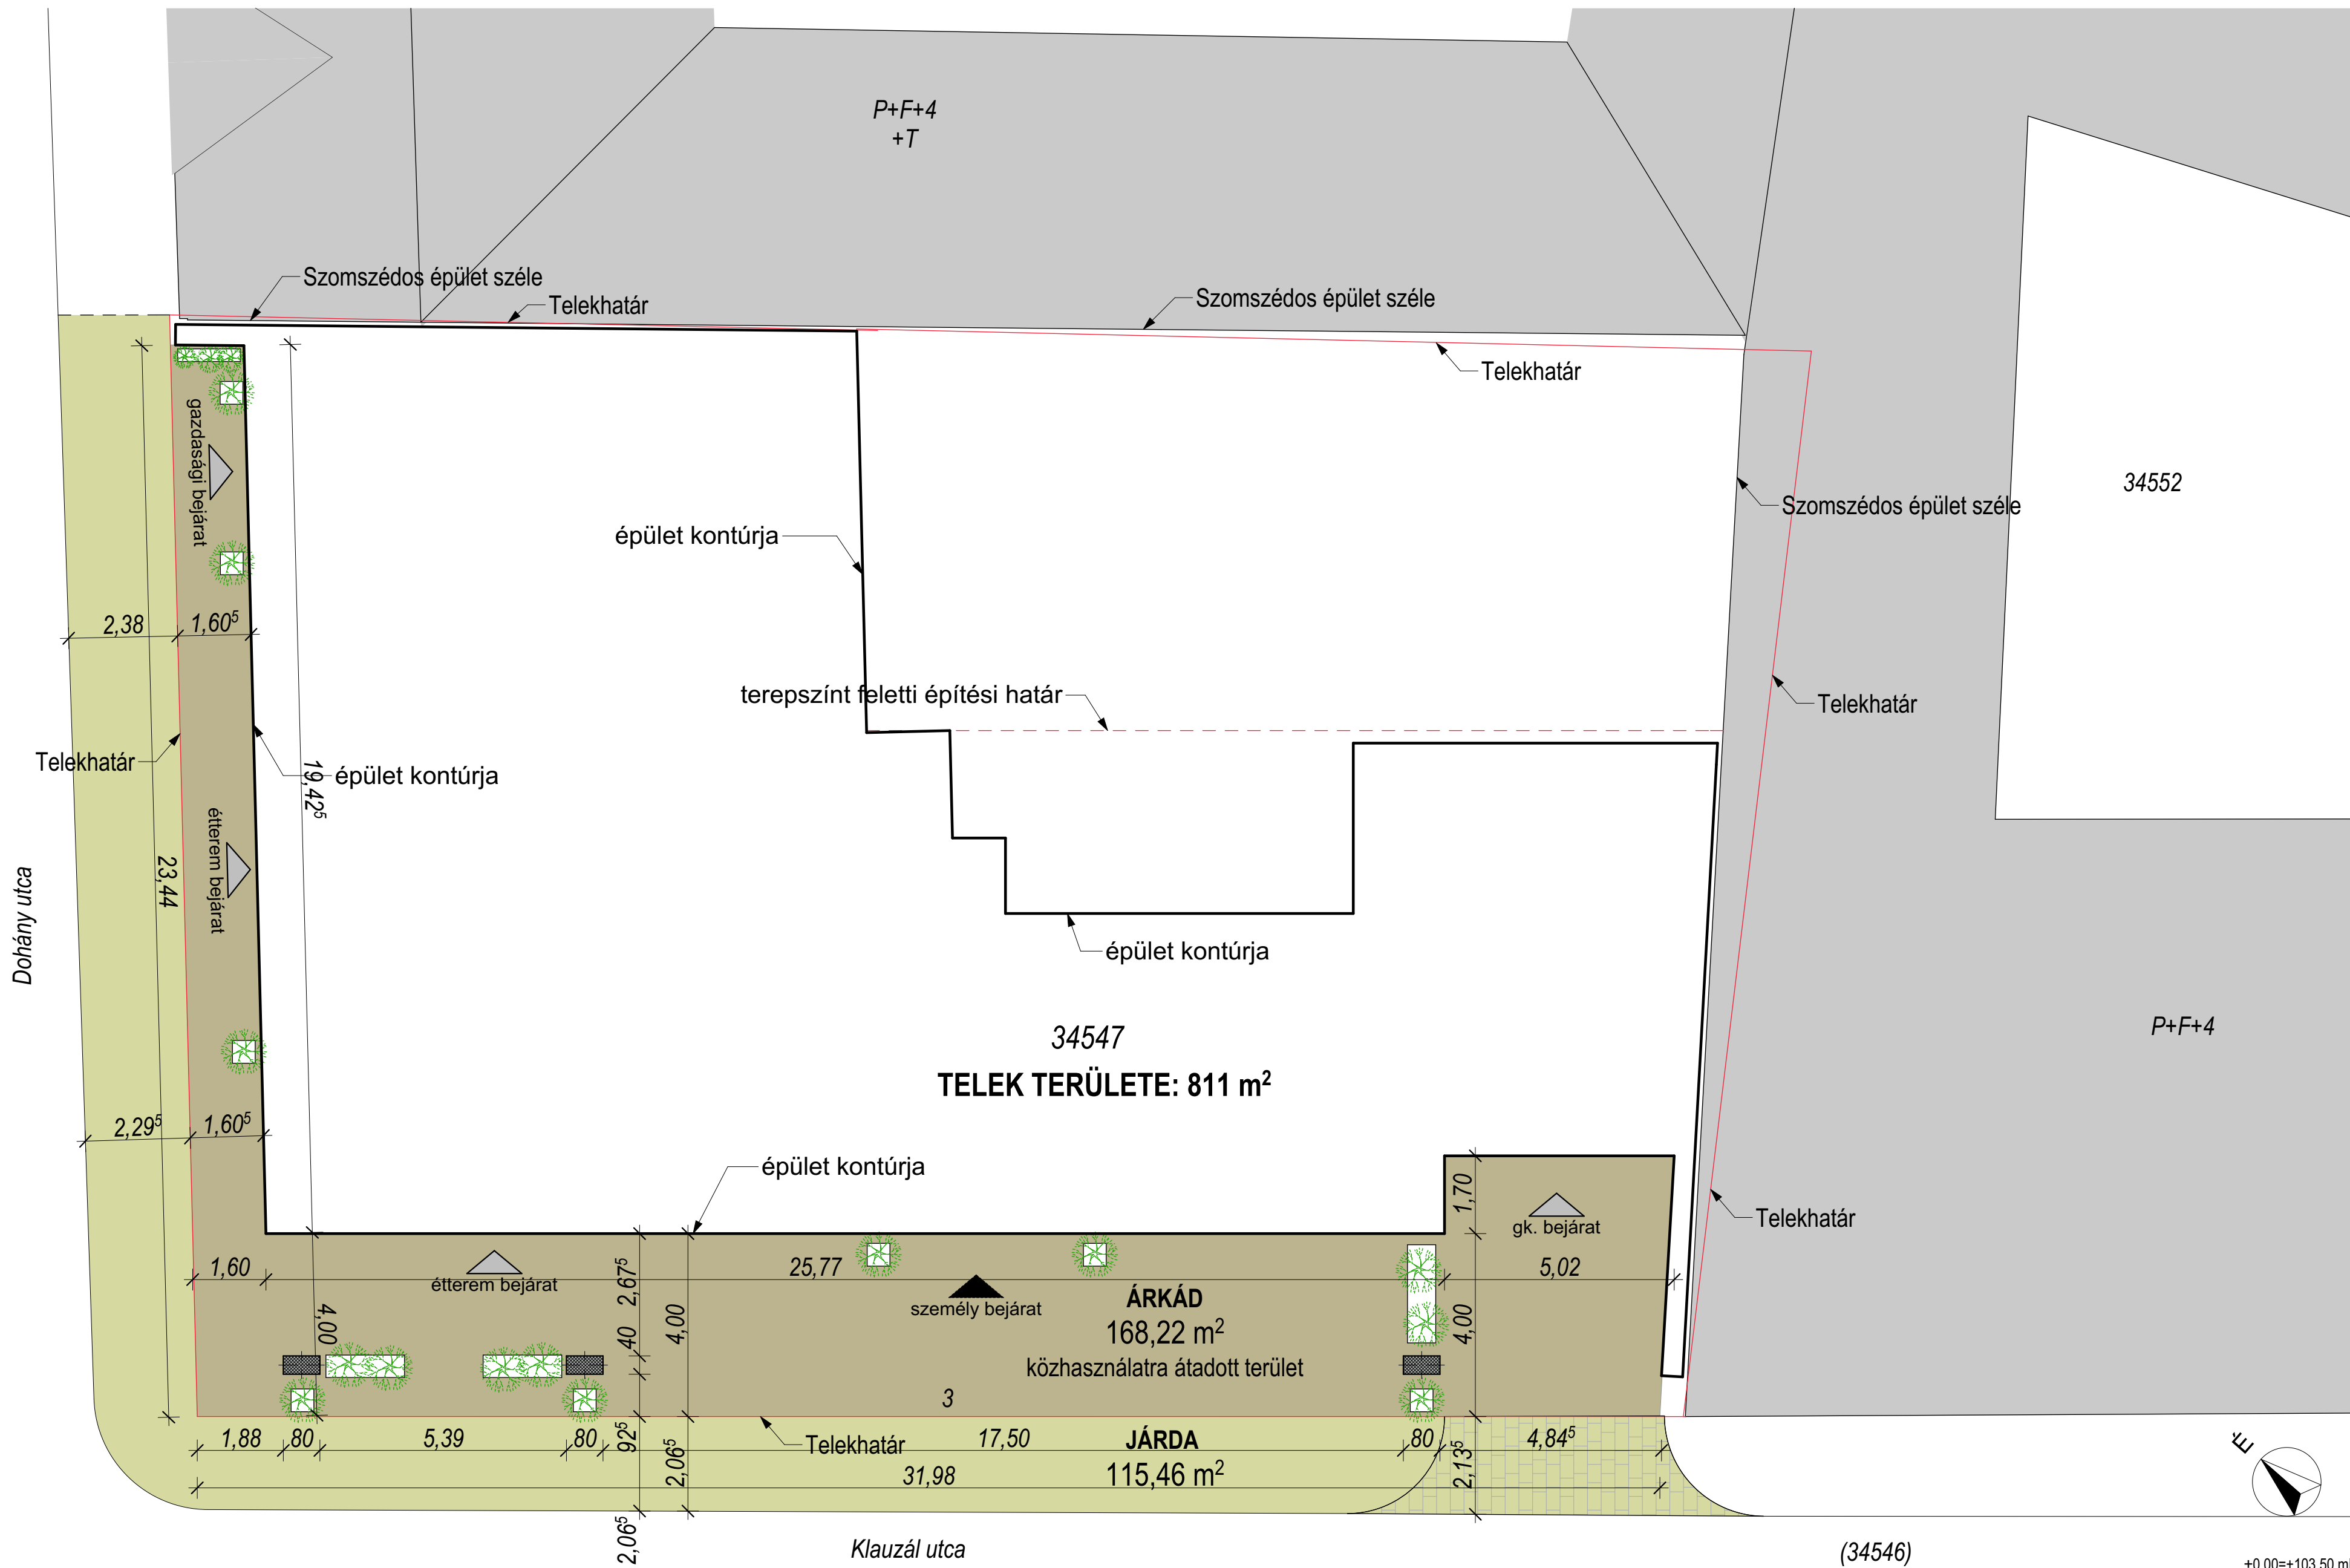 P+F+4
+T
Szomszédos épület széle
Telekhatár
Szomszédos épület széle
Telekhatár
34552
Szomszédos épület széle
gazdasági bejárat
épület kontúrja
2,38
1,60⁵
terepszínt feletti építési határ
Telekhatár
Telekhatár
épület kontúrja
19,42⁵
étterem bejárat
23,44
Dohány utca
épület kontúrja
34547
TELEK TERÜLETE: 811 m²
P+F+4
2,29⁵
1,60⁵
épület kontúrja
1,70
gk. bejárat
Telekhatár
1,60
étterem bejárat
2,67⁵
25,77
5,02
személy bejárat
ÁRKÁD
168,22 m²
közhasználatra átadott terület
4,00
40
4,00
4,00
3
1,88
80
5,39
80
92⁵
Telekhatár
17,50
JÁRDA
115,46 m²
80
4,84⁵
2,06⁵
31,98
2,13⁵
É
2,06⁵
Klauzál utca
(34546)
±0,00=+103,50 m